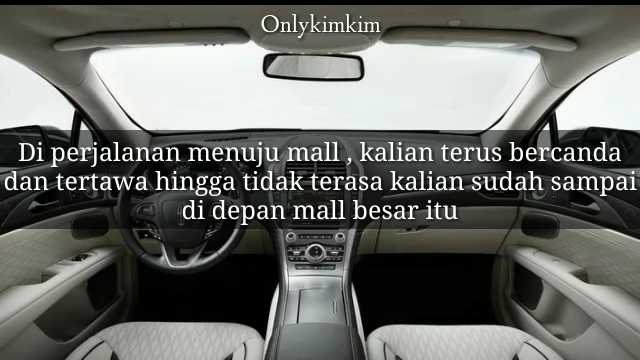 Onlykimkim
Di perjalanan menuju mall , kalian terus bercanda
dan tertawa hingga tidak terasa kalian sudah sampai
di depan mall besar itu